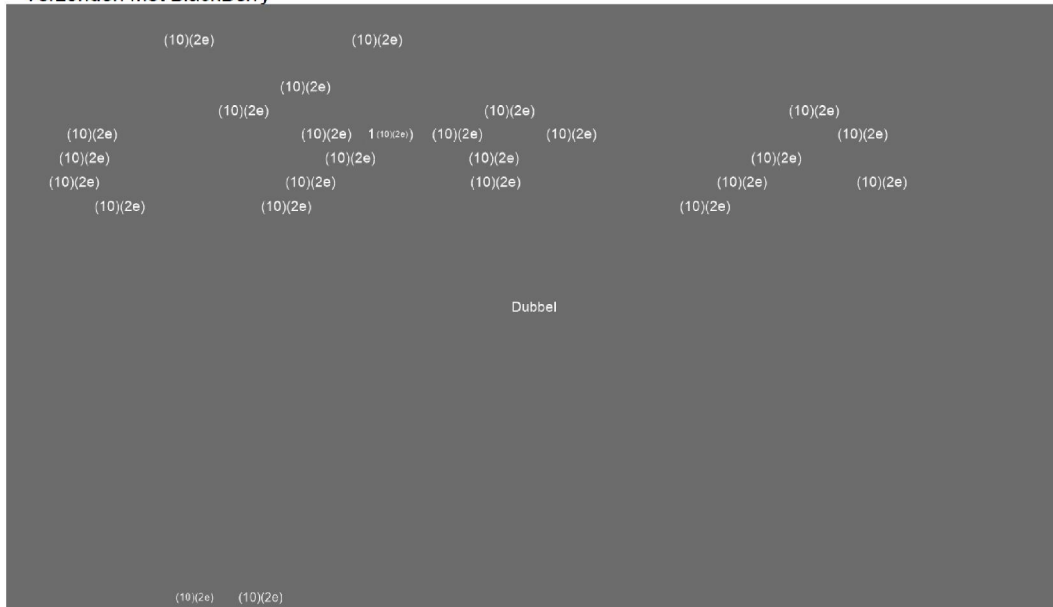 (10)(2e) (10)(2e)
(10)(2e)
(10)(2e) (10)(2e) (10)(2e)
(10)(2e) (10)(2e) 1(10)(2e)) (10)(2e) (10)(2e) (10)(2e)
(10)(2e) (10)(2e) (10)(2e) (10)(2e)
(10)(2e) (10)(2e) (10)(2e) (10)(2e) (10)(2e)
(10)(2e) (10)(2e) (10)(2e)
Dubbel
(10)(2e) (10)(2e)